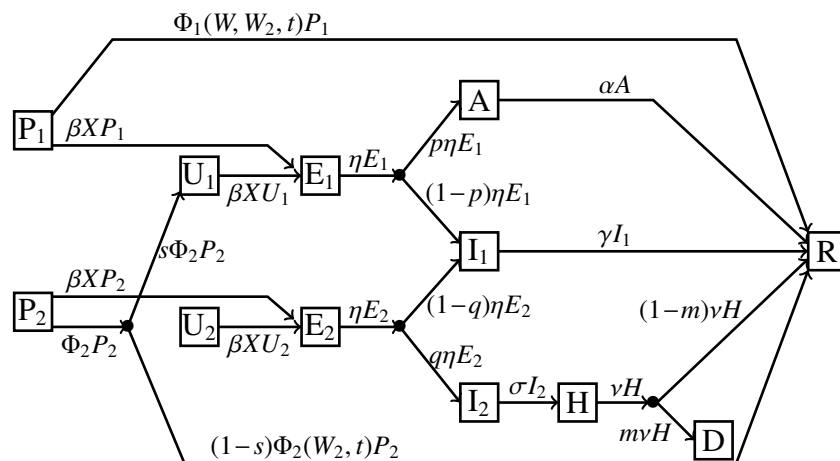 Φ₁(W, W₂, t)P₁
A
αA
P₁
βXP₁
pηE₁
ηE₁
U₁
E₁
βXU₁
(1−p)ηE₁
sΦ₂P₂
I₁
γI₁
R
βXP₂
P₂
(1−q)ηE₂
(1−m)νH
ηE₂
U₂
E₂
Φ₂P₂
βXU₂
qηE₂
σI₂
νH
I₂
H
mνH
D
(1−s)Φ₂(W₂, t)P₂